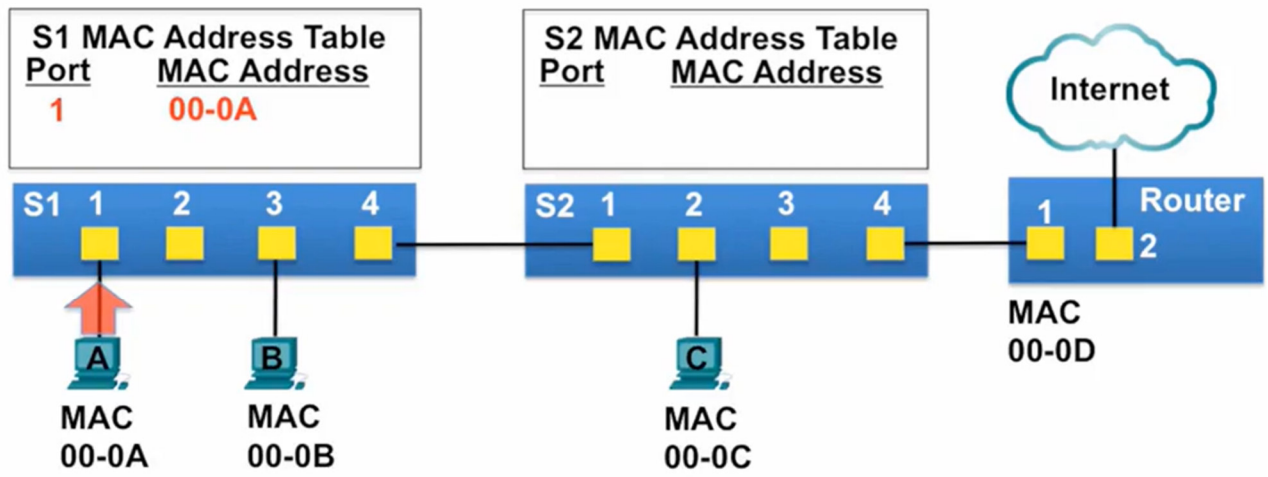 S1 MAC Address Table
Port MAC Address
1 00-0A
S2 MAC Address Table
Port MAC Address
Internet
S1 1 2 3 4
S2 1 2 3 4
1 Router
2
A
MAC
00-0A
B
MAC
00-0B
C
MAC
00-0C
MAC
00-0D